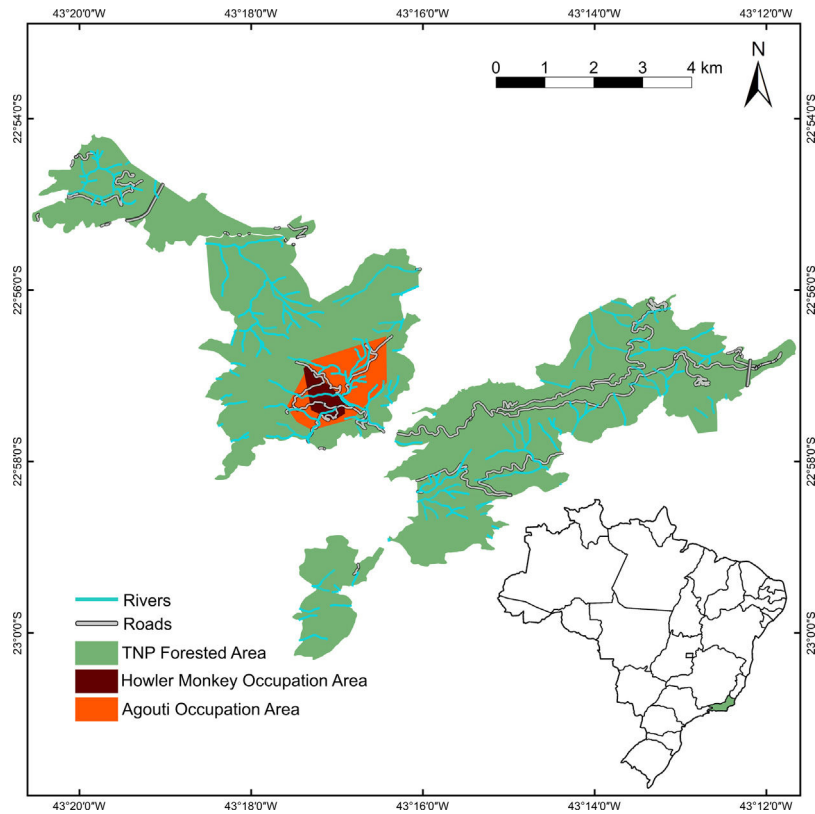 43°20'0"W 43°18'0"W 43°16'0"W 43°14'0"W 43°12'0"W
N
0 1 2 3 4 km
22°54'0"S 22°54'0"S
22°56'0"S 22°56'0"S
22°58'0"S 22°58'0"S
23°0'0"S 23°0'0"S
Rivers
Roads
TNP Forested Area
Howler Monkey Occupation Area
Agouti Occupation Area
43°20'0"W 43°18'0"W 43°16'0"W 43°14'0"W 43°12'0"W